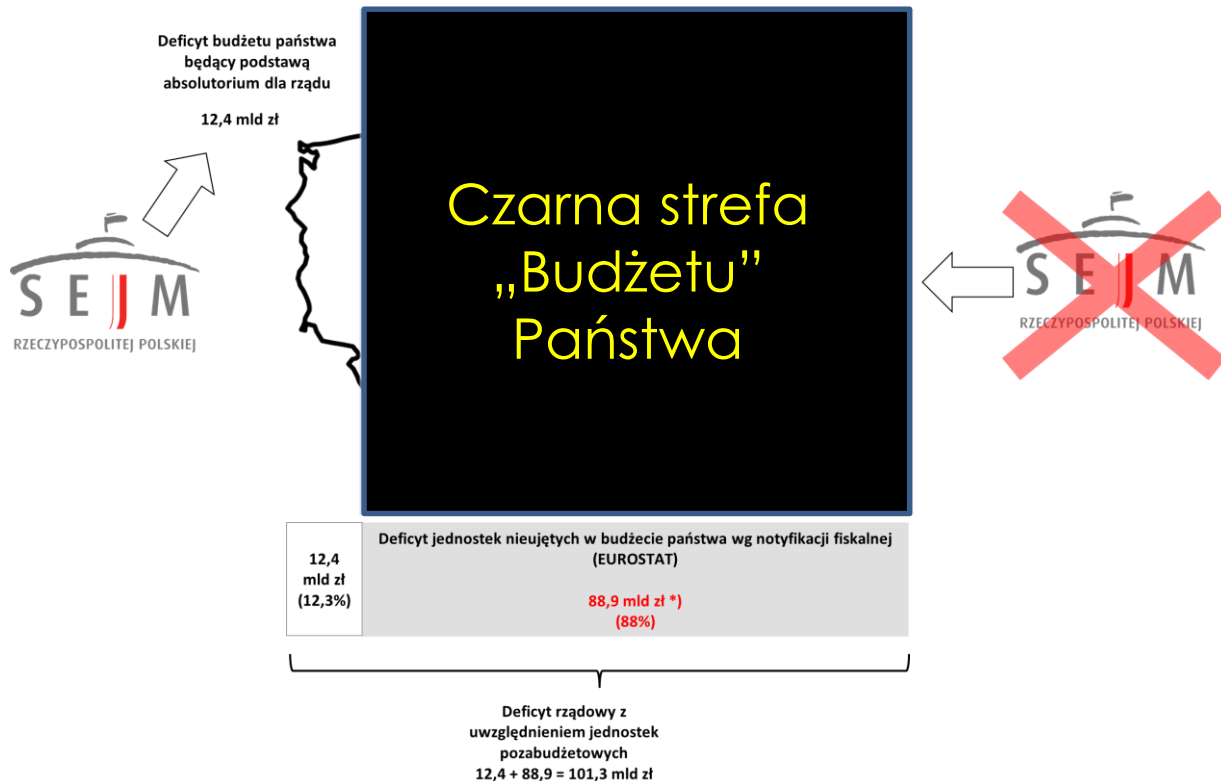 Deficyt budżetu państwa
będący podstawą
absolutorium dla rządu
12,4 mld zł
SEJM
RZECZYPOSPOLITEJ POLSKIEJ
Czarna strefa
„Budżetu”
Państwa
SEJM
RZECZYPOSPOLITEJ POLSKIEJ
12,4
mld zł
(12,3%)
Deficyt jednostek nieujętych w budżecie państwa wg notyfikacji fiskalnej
(EUROSTAT)
88,9 mld zł *)
(88%)
Deficyt rządowy z
uwzględnieniem jednostek
pozabudżetowych
12,4 + 88,9 = 101,3 mld zł